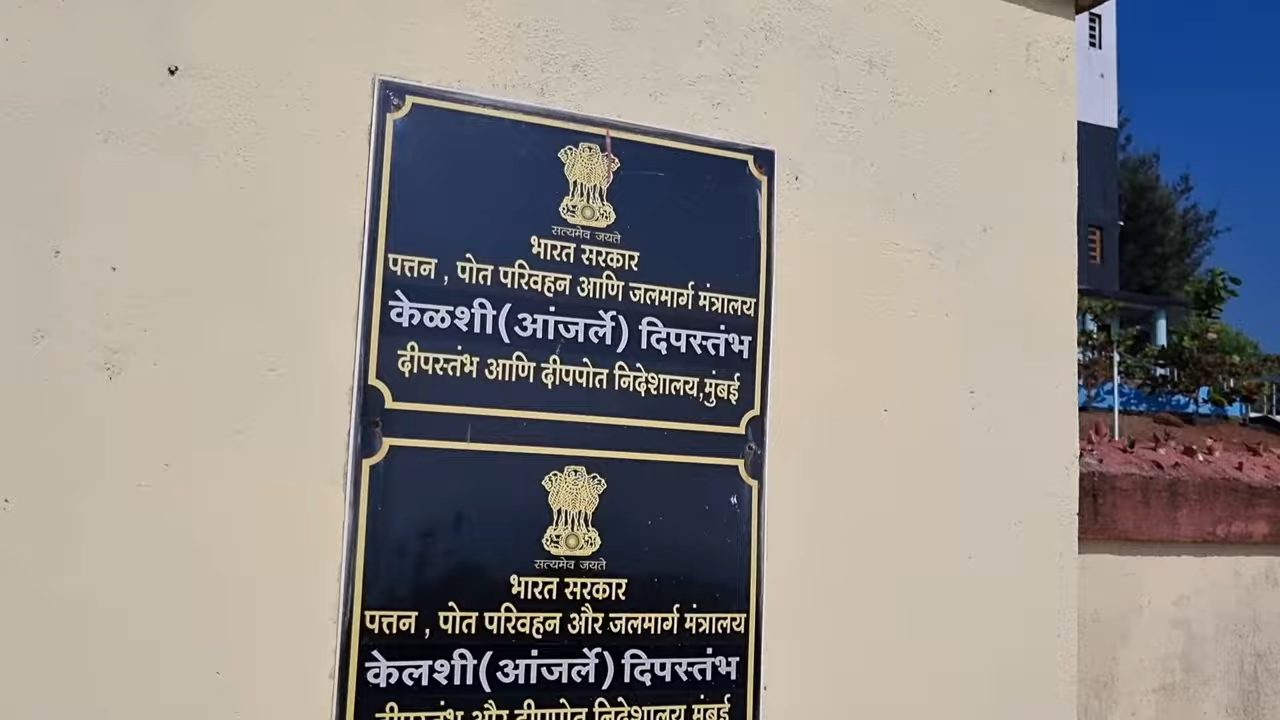 सत्यमेव जयते
भारत सरकार
पत्तन , पोत परिवहन आणि जलमार्ग मंत्रालय
केळशी(आंजर्ले) दिपस्तंभ
दीपस्तंभ आणि दीपपोत निदेशालय,मुंबई
सत्यमेव जयते
भारत सरकार
पत्तन , पोत परिवहन और जलमार्ग मंत्रालय
केलशी(आंजर्ले) दिपस्तंभ
दीपस्तंभ और दीपपोत निदेशालय,मुंबई